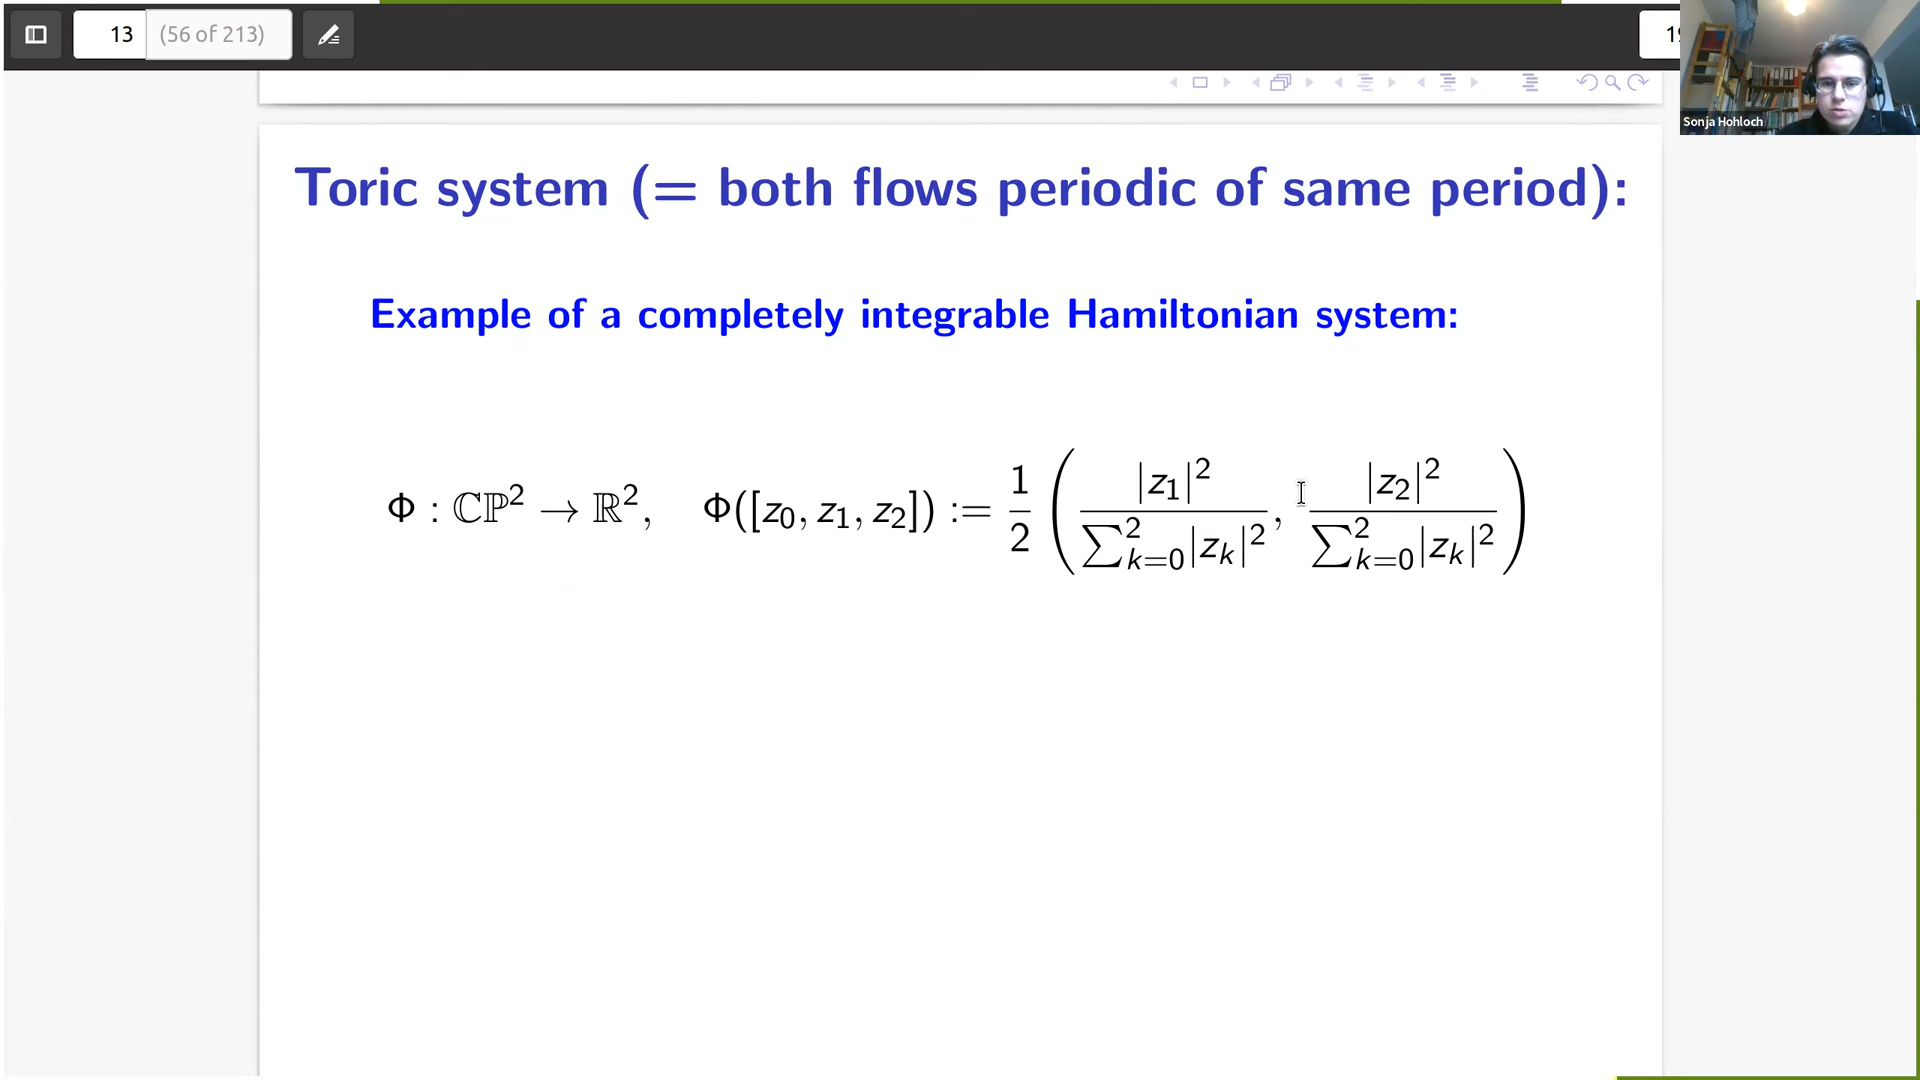 13 (56 of 213)
Sonja Hohloch
Toric system (= both flows periodic of same period):
Example of a completely integrable Hamiltonian system:
Φ : ℂℙ² → ℝ², Φ([z₀, z₁, z₂]) := 1/2 ( |z₁|² / ∑²ₖ₌₀|zₖ|² , |z₂|² / ∑²ₖ₌₀|zₖ|² )